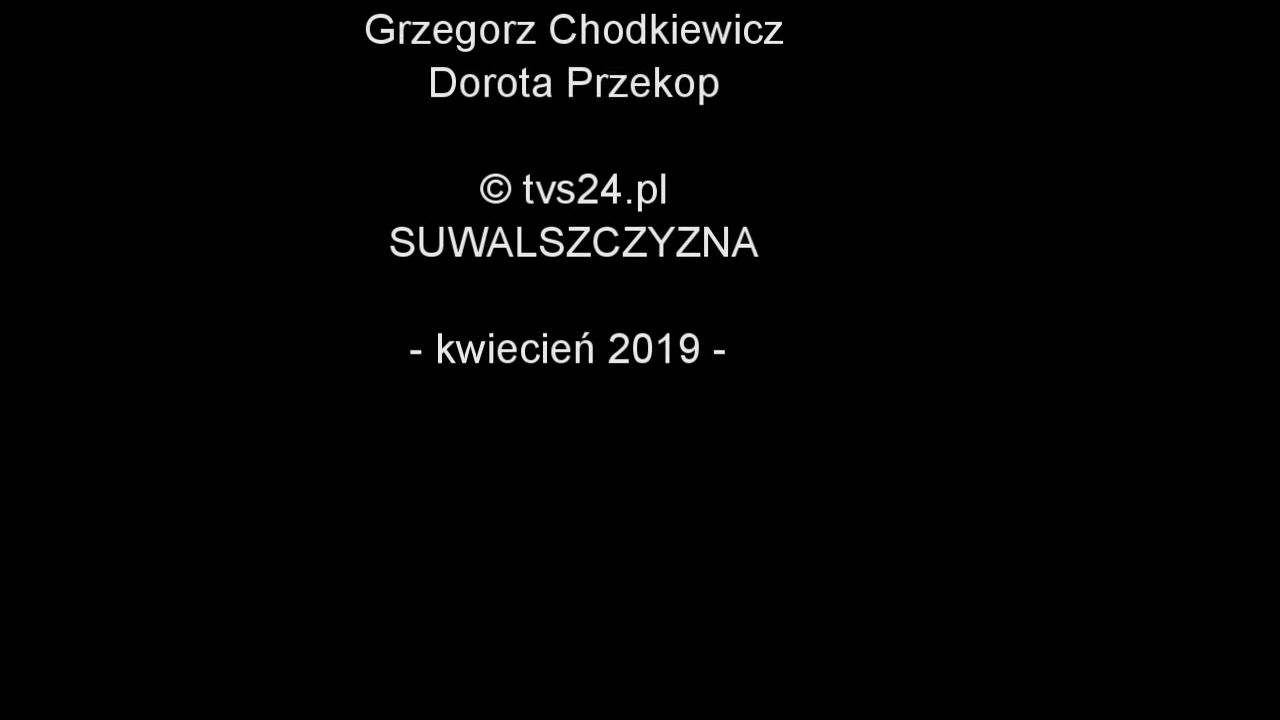 Grzegorz Chodkiewicz
Dorota Przekop
© tvs24.pl
SUWALSZCZYZNA
- kwiecień 2019 -